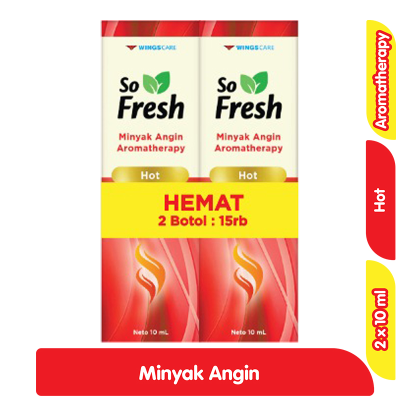 WINGSCARE
So
Fresh
Minyak Angin
Aromatherapy
Hot
WINGSCARE
So
Fresh
Minyak Angin
Aromatherapy
Hot
HEMAT
2 Botol : 15rb
Neto 10 mL
Neto 10 mL
Aromatherapy
Hot
2 x 10 ml
Minyak Angin